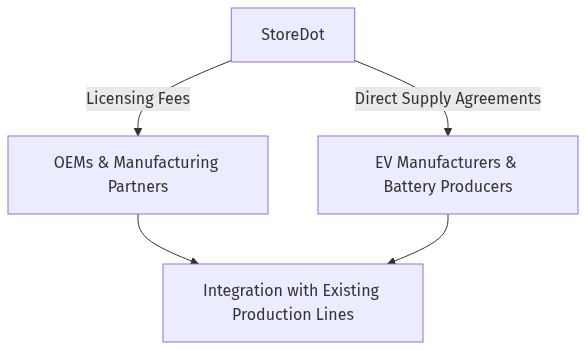 StoreDot
Licensing Fees
Direct Supply Agreements
OEMs & Manufacturing
Partners
EV Manufacturers &
Battery Producers
Integration with Existing
Production Lines